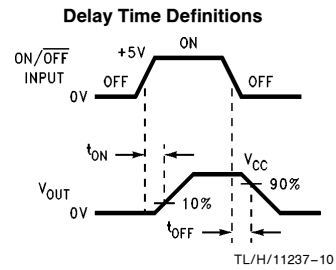 Delay Time Definitions
ON/OFF
INPUT
+5V
ON
OFF
OFF
0V
tON
VCC
VOUT
90%
10%
0V
tOFF
TL/H/11237–10